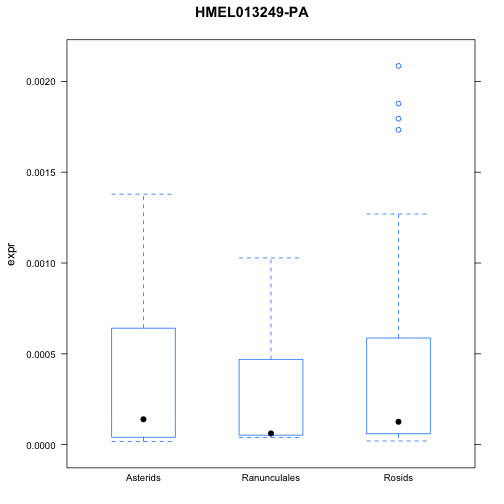 HMEL013249-PA
0.0020
0.0015
0.0010
0.0005
0.0000
expr
Asterids
Ranunculales
Rosids